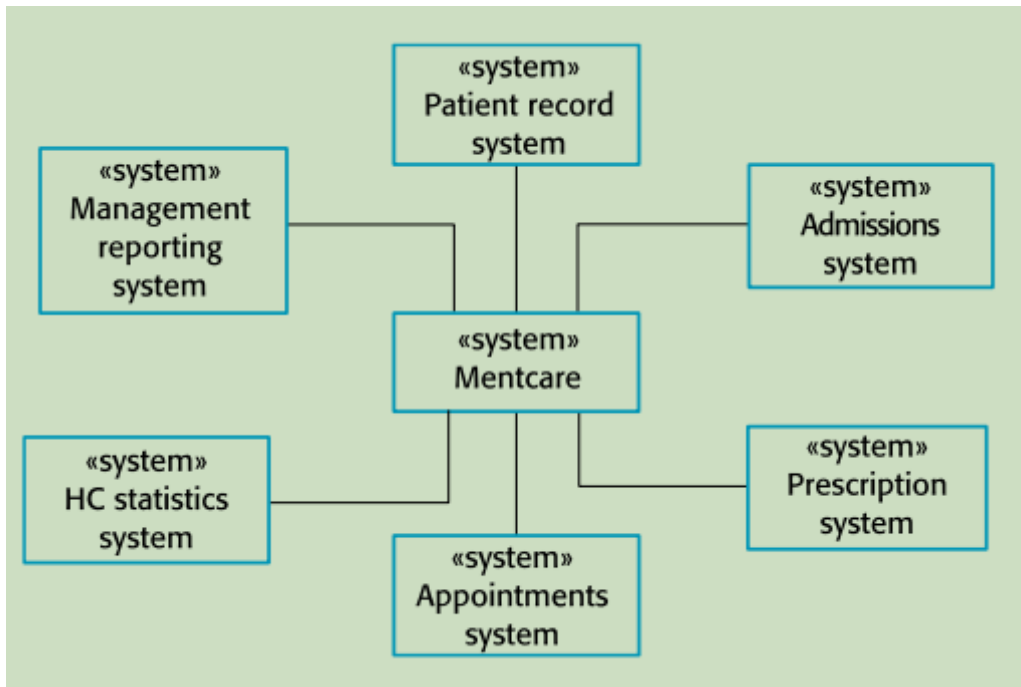 «system»
Patient record
system
«system»
Management
reporting
system
«system»
Admissions
system
«system»
Mentcare
«system»
HC statistics
system
«system»
Prescription
system
«system»
Appointments
system